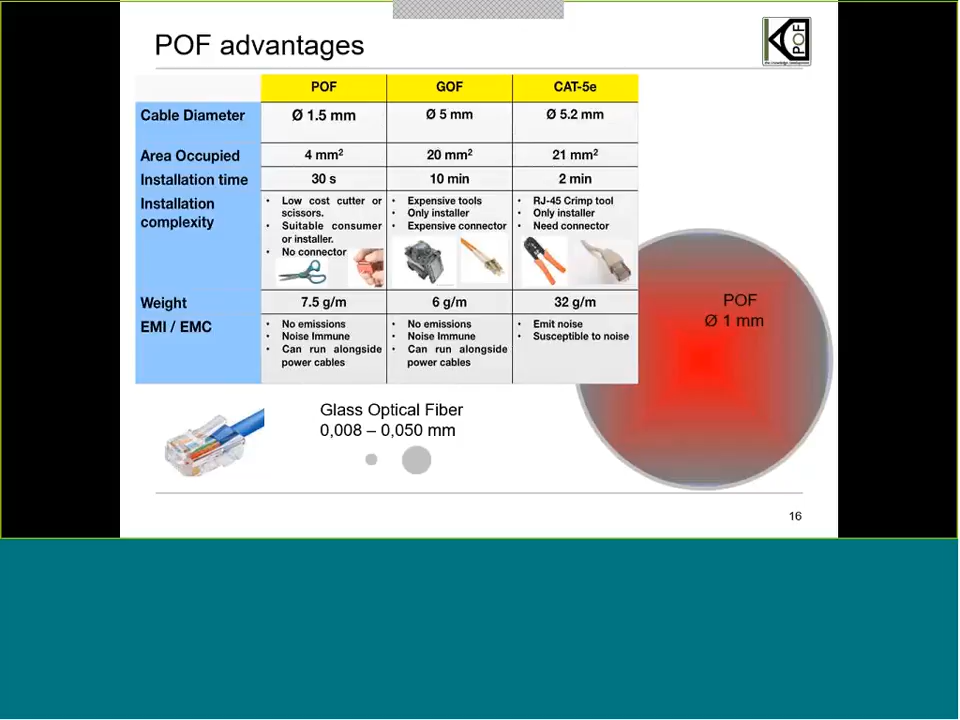 POF advantages
KD
POF
POF GOF CAT-5e
Cable Diameter Ø 1.5 mm Ø 5 mm Ø 5.2 mm
Area Occupied 4 mm² 20 mm² 21 mm²
Installation time 30 s 10 min 2 min
Installation complexity
• Low cost cutter or
scissors.
• Suitable consumer
or installer.
• No connector
• Expensive tools
• Only installer
• Expensive connector
• RJ-45 Crimp tool
• Only installer
• Need connector
Weight 7.5 g/m 6 g/m 32 g/m
EMI / EMC
• No emissions
• Noise Immune
• Can run alongside
power cables
• No emissions
• Noise Immune
• Can run alongside
power cables
• Emit noise
• Susceptible to noise
POF
Ø 1 mm
Glass Optical Fiber
0,008 – 0,050 mm
16